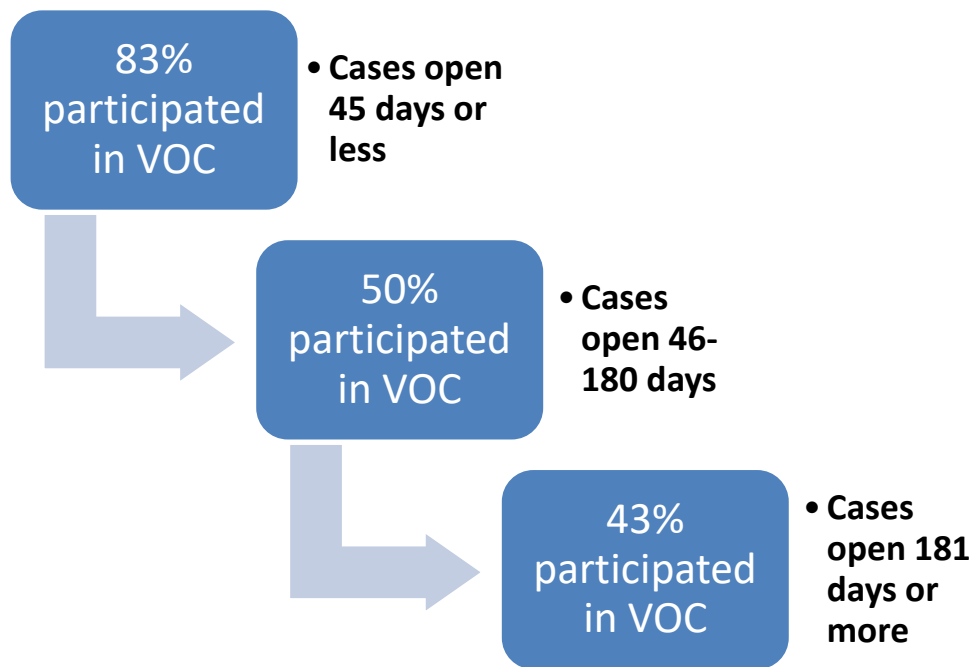 83%
participated
in VOC
• Cases open
45 days or
less
50%
participated
in VOC
• Cases
open 46-
180 days
43%
participated
in VOC
• Cases
open 181
days or
more